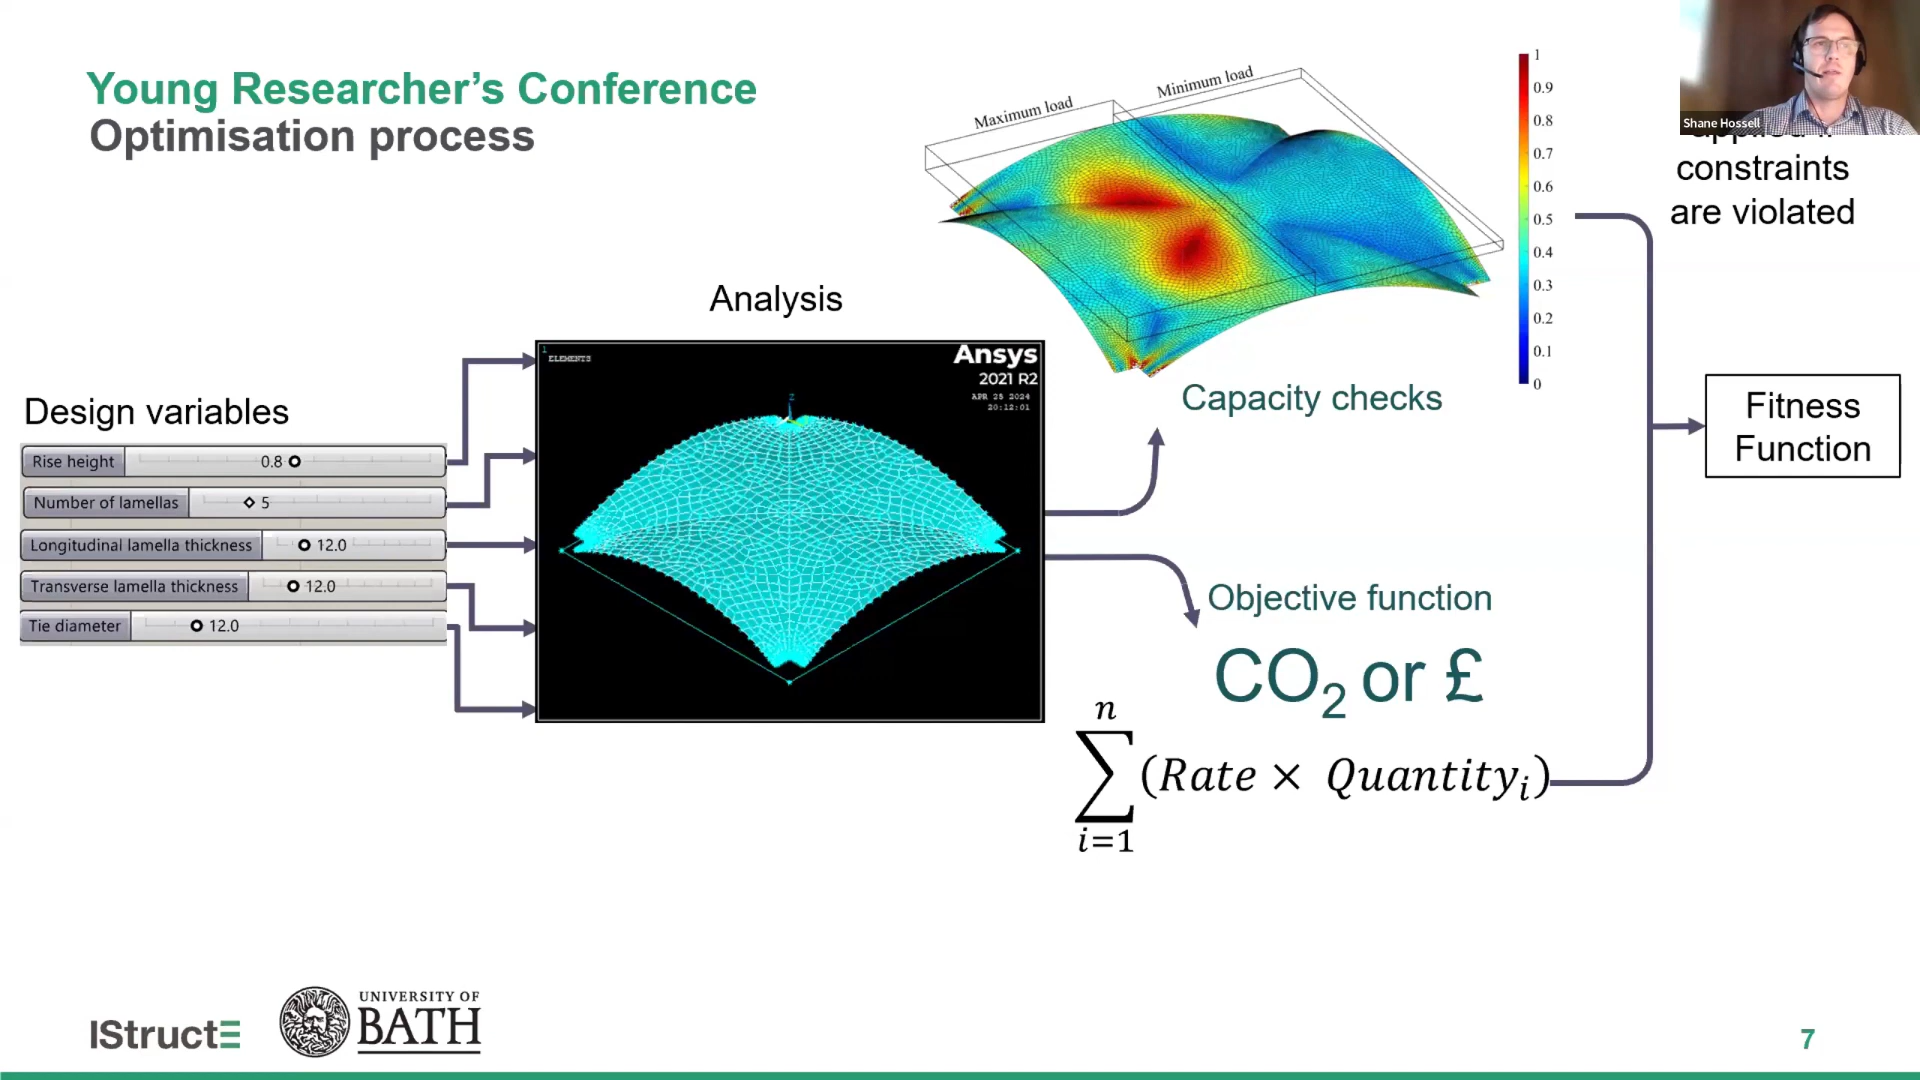 Young Researcher's Conference
Optimisation process
Maximum load
Minimum load
1
0.9
0.8
0.7
0.6
0.5
0.4
0.3
0.2
0.1
0
Shane Hossell
constraints
are violated
Analysis
1
ELEMENTS
Ansys
2021 R2
APR 25 2024
20:12:01
Z
Design variables
Rise height 0.8
Number of lamellas 5
Longitudinal lamella thickness 12.0
Transverse lamella thickness 12.0
Tie diameter 12.0
Capacity checks
Fitness
Function
Objective function
CO₂ or £
n
∑(Rate × Quantityᵢ)
i=1
IStructE
UNIVERSITY OF
BATH
7